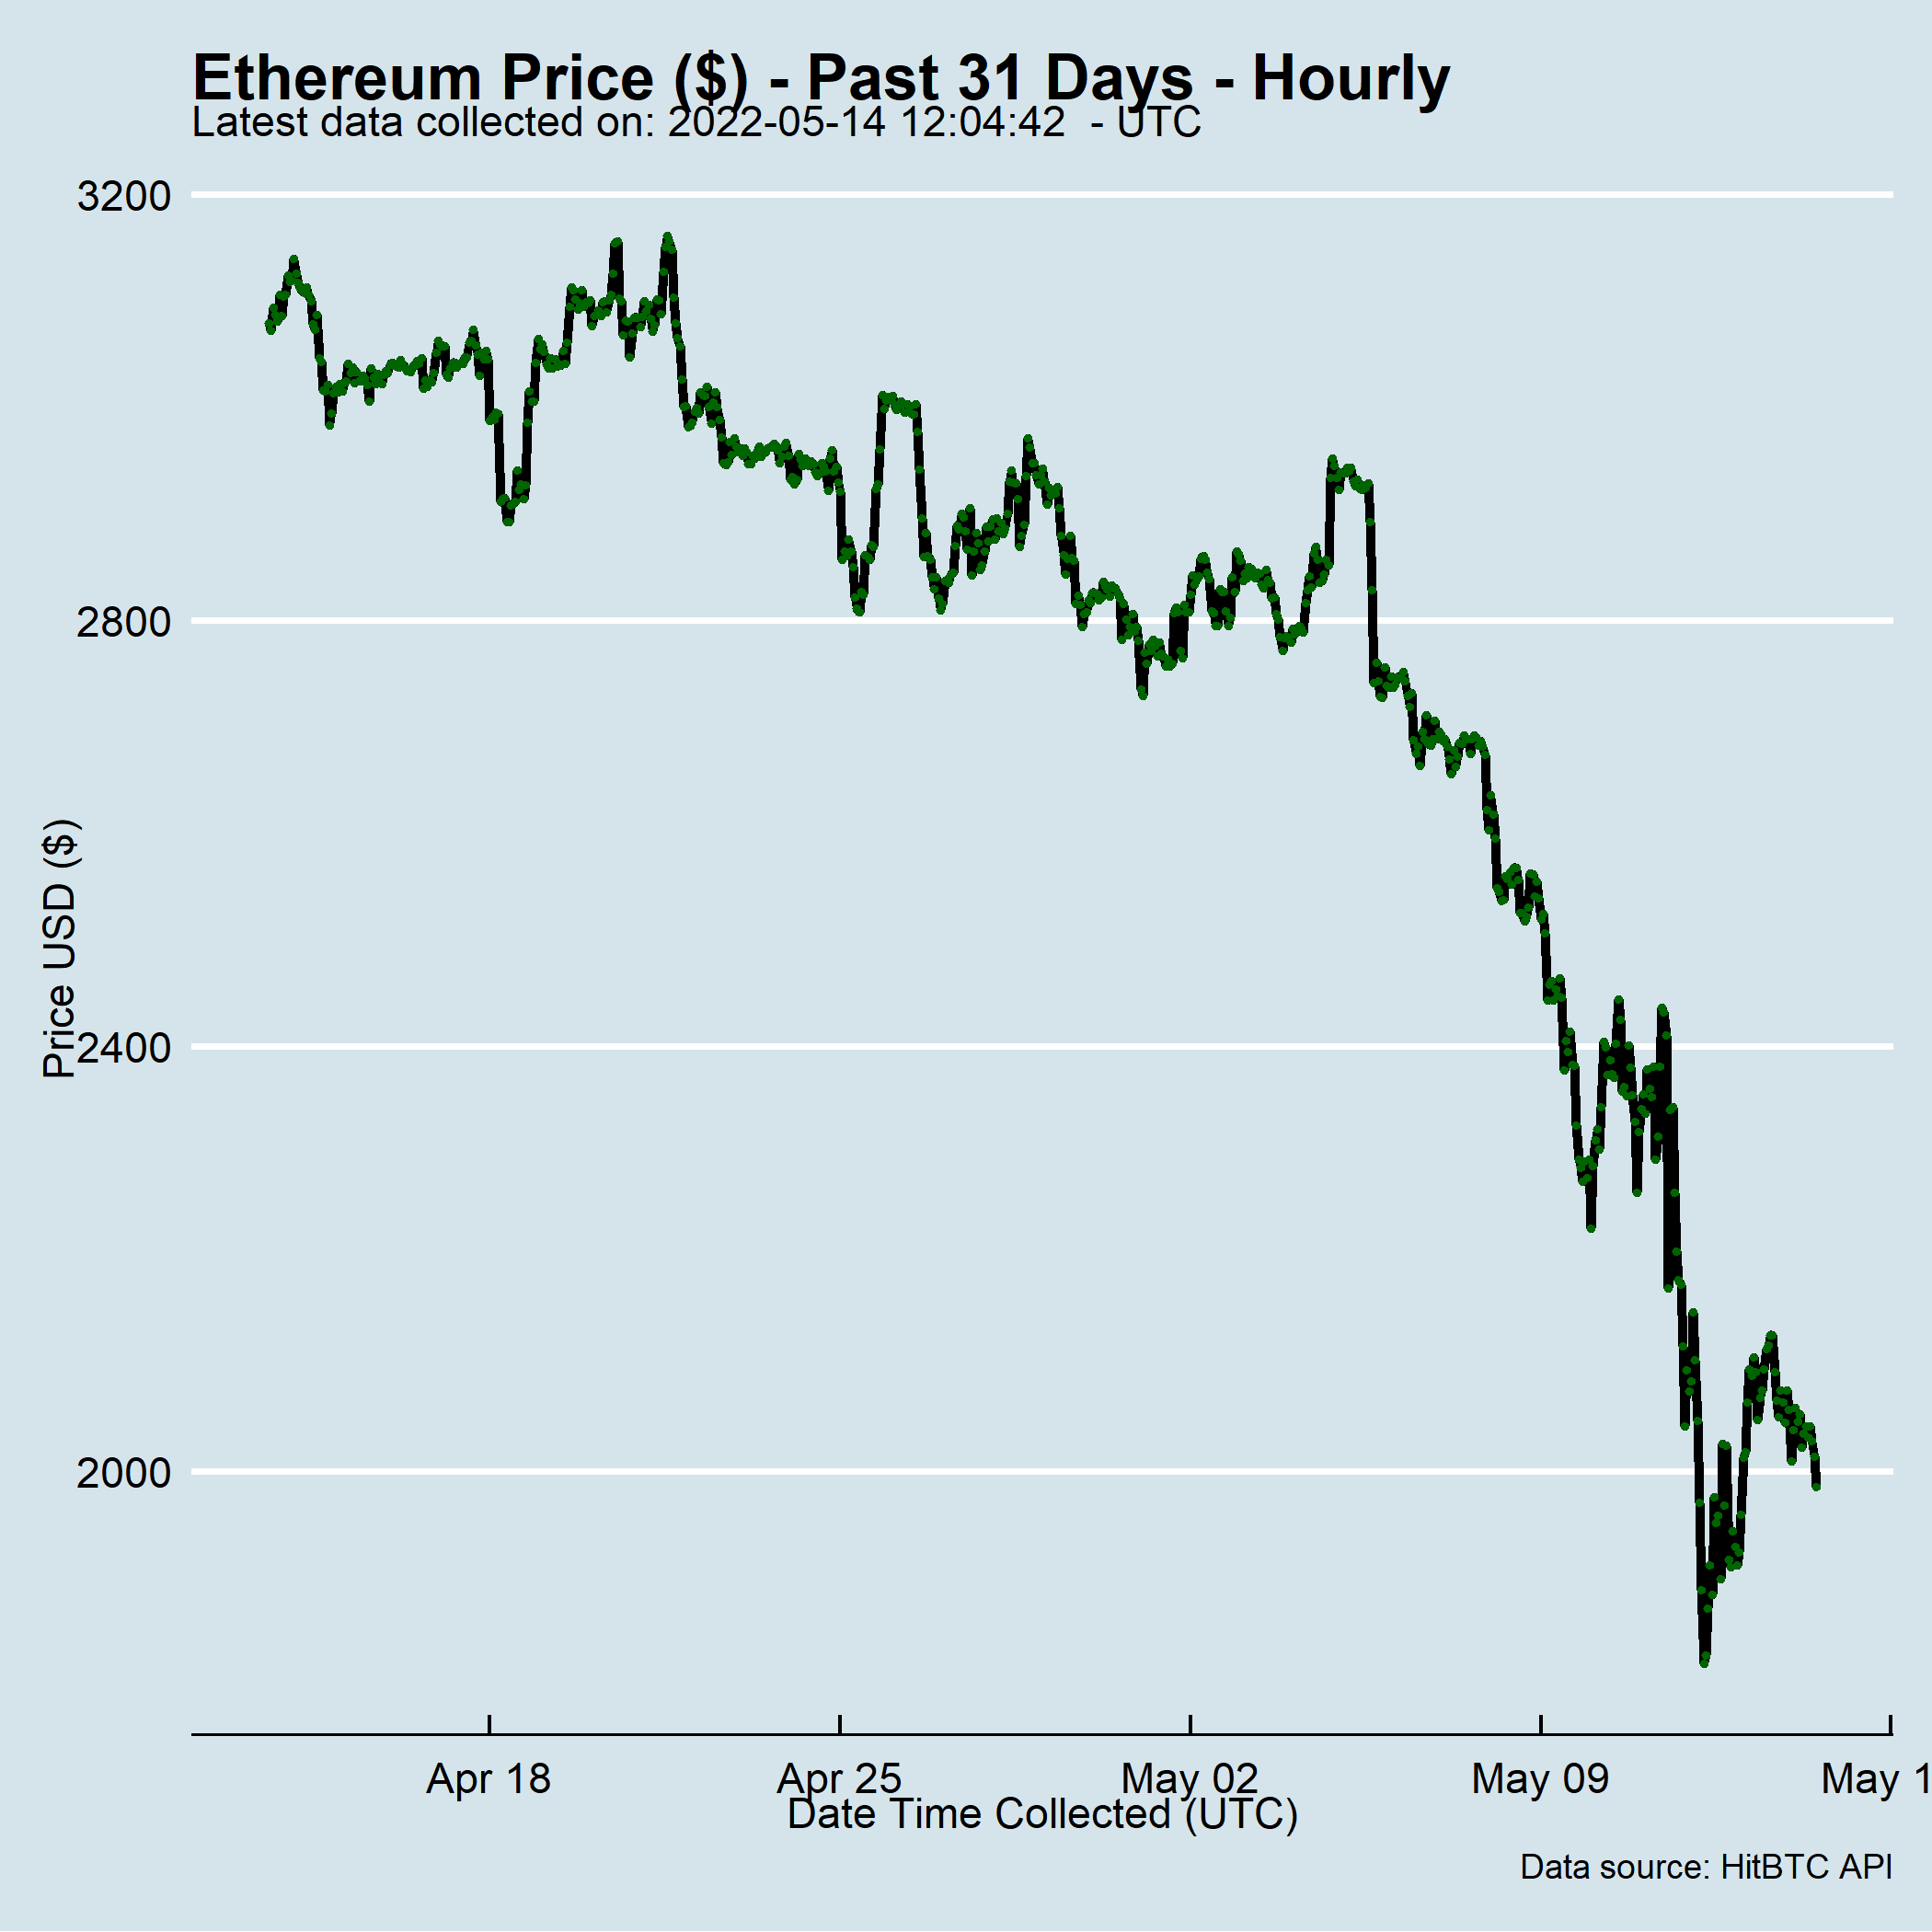 Ethereum Price ($) - Past 31 Days - Hourly
Latest data collected on: 2022-05-14 12:04:42  - UTC
3200
2800
2400
2000
Price USD ($)
Apr 18
Apr 25
May 02
May 09
May 1
Date Time Collected (UTC)
Data source: HitBTC API